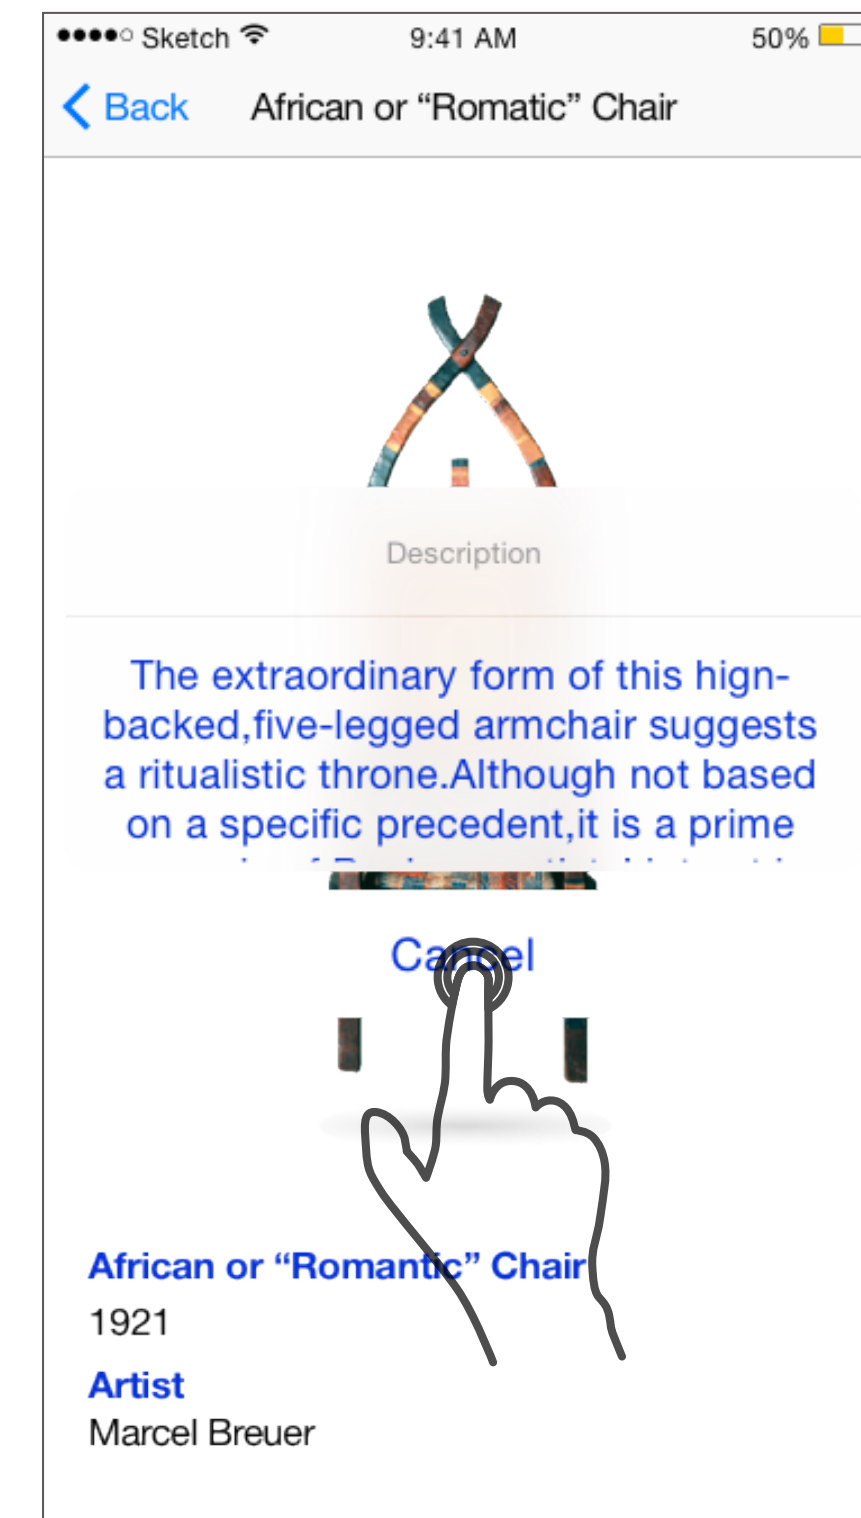 Sketch
9:41 AM
50%
Back
African or “Romatic” Chair
Description
The extraordinary form of this hign-
backed,five-legged armchair suggests
a ritualistic throne.Although not based
on a specific precedent,it is a prime
Cancel
African or “Romantic” Chair
1921
Artist
Marcel Breuer